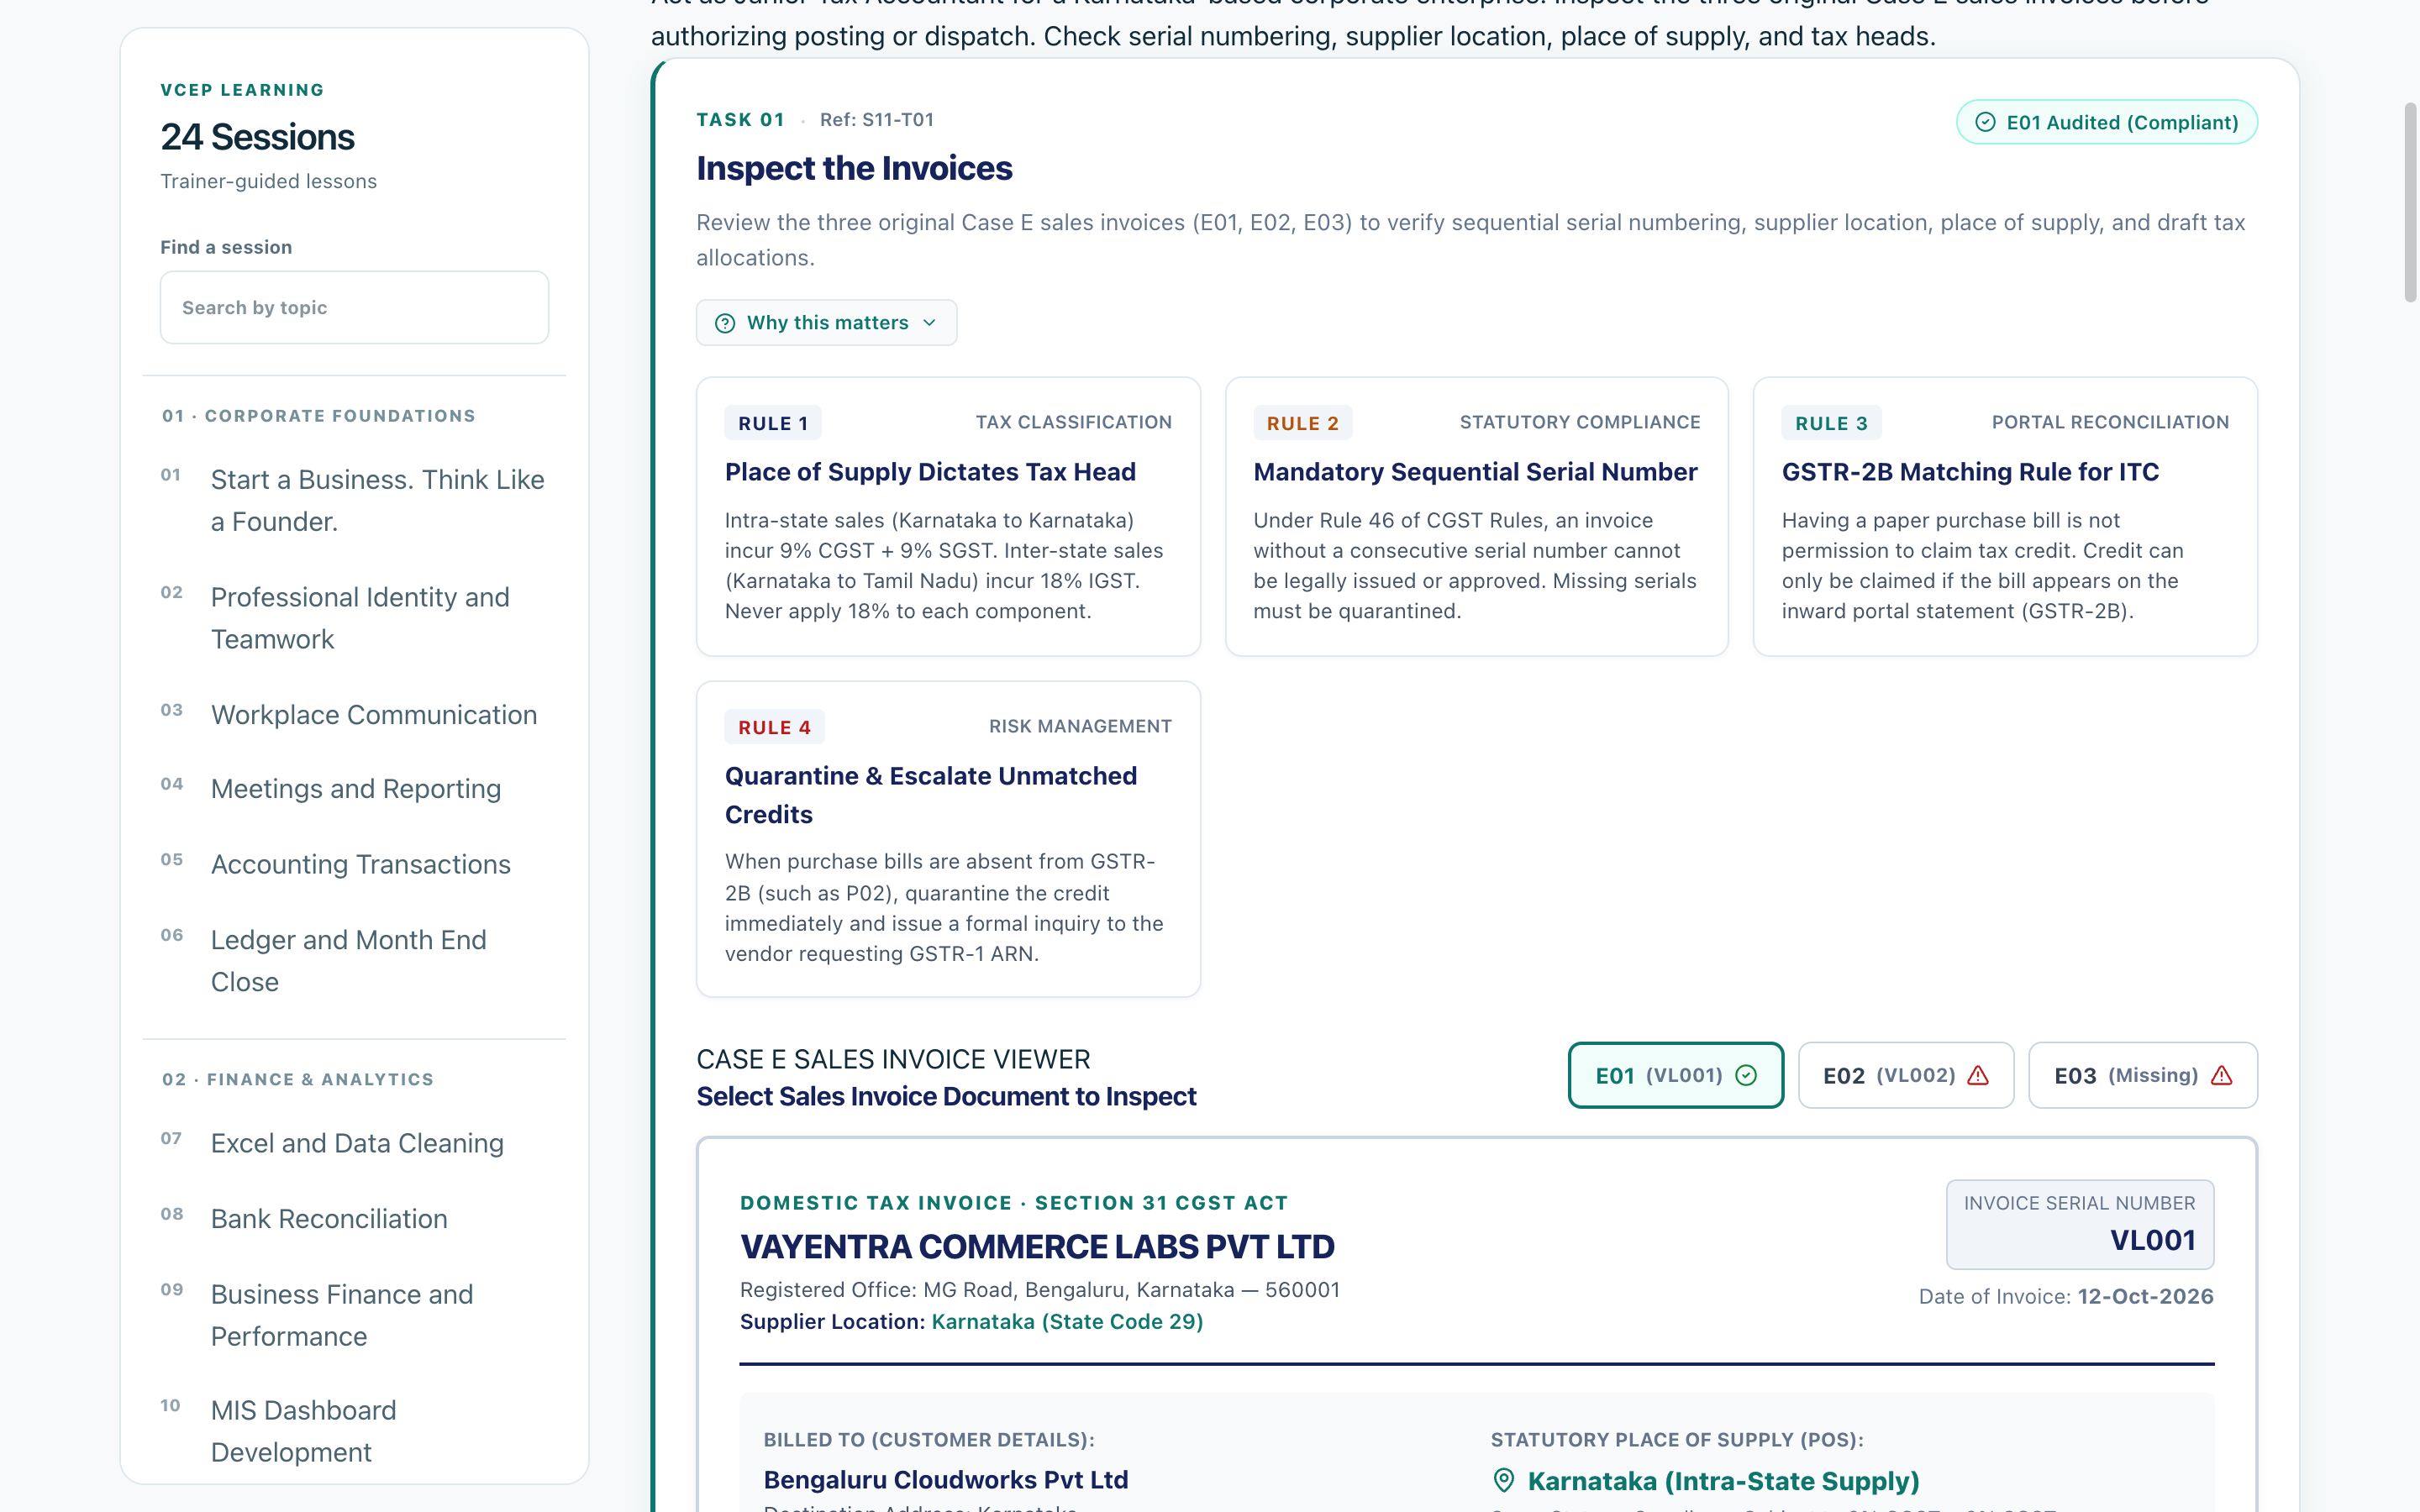 VCEP LEARNING
24 Sessions
Trainer-guided lessons
Find a session
Search by topic
01 · CORPORATE FOUNDATIONS
01 Start a Business. Think Like
a Founder.
02 Professional Identity and
Teamwork
03 Workplace Communication
04 Meetings and Reporting
05 Accounting Transactions
06 Ledger and Month End
Close
02 · FINANCE & ANALYTICS
07 Excel and Data Cleaning
08 Bank Reconciliation
09 Business Finance and
Performance
10 MIS Dashboard
Development
authorizing posting or dispatch. Check serial numbering, supplier location, place of supply, and tax heads.
TASK 01 · Ref: S11-T01
E01 Audited (Compliant)
Inspect the Invoices
Review the three original Case E sales invoices (E01, E02, E03) to verify sequential serial numbering, supplier location, place of supply, and draft tax
allocations.
Why this matters
RULE 1 TAX CLASSIFICATION
Place of Supply Dictates Tax Head
Intra-state sales (Karnataka to Karnataka)
incur 9% CGST + 9% SGST. Inter-state sales
(Karnataka to Tamil Nadu) incur 18% IGST.
Never apply 18% to each component.
RULE 2 STATUTORY COMPLIANCE
Mandatory Sequential Serial Number
Under Rule 46 of CGST Rules, an invoice
without a consecutive serial number cannot
be legally issued or approved. Missing serials
must be quarantined.
RULE 3 PORTAL RECONCILIATION
GSTR-2B Matching Rule for ITC
Having a paper purchase bill is not
permission to claim tax credit. Credit can
only be claimed if the bill appears on the
inward portal statement (GSTR-2B).
RULE 4 RISK MANAGEMENT
Quarantine & Escalate Unmatched
Credits
When purchase bills are absent from GSTR-
2B (such as P02), quarantine the credit
immediately and issue a formal inquiry to the
vendor requesting GSTR-1 ARN.
CASE E SALES INVOICE VIEWER
Select Sales Invoice Document to Inspect
E01 (VL001)
E02 (VL002)
E03 (Missing)
DOMESTIC TAX INVOICE · SECTION 31 CGST ACT
VAYENTRA COMMERCE LABS PVT LTD
Registered Office: MG Road, Bengaluru, Karnataka — 560001
Supplier Location: Karnataka (State Code 29)
INVOICE SERIAL NUMBER
VL001
Date of Invoice: 12-Oct-2026
BILLED TO (CUSTOMER DETAILS):
Bengaluru Cloudworks Pvt Ltd
STATUTORY PLACE OF SUPPLY (POS):
Karnataka (Intra-State Supply)